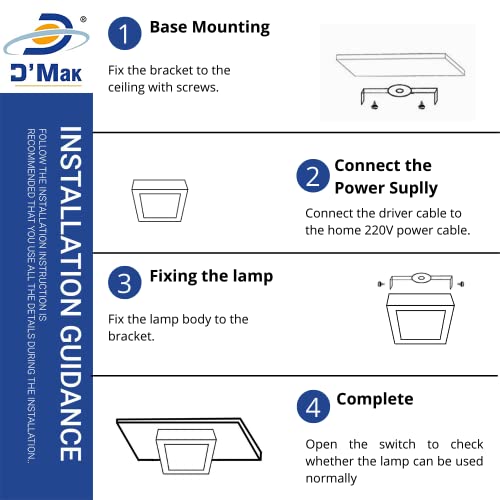 ®
D'Mak
INSTALLATION GUIDANCE
FOLLOW THE INSTALLATION INSTRUCTION IS
RECOMMENDED THAT YOU USE ALL THE DETAILS DURING THE INSTALLATION.
1
Base Mounting
Fix the bracket to the
ceiling with screws.
2
Connect the
Power Suplly
Connect the driver cable to
the home 220V power cable.
3
Fixing the lamp
Fix the lamp body to the
bracket.
4
Complete
Open the switch to check
whether the lamp can be used
normally